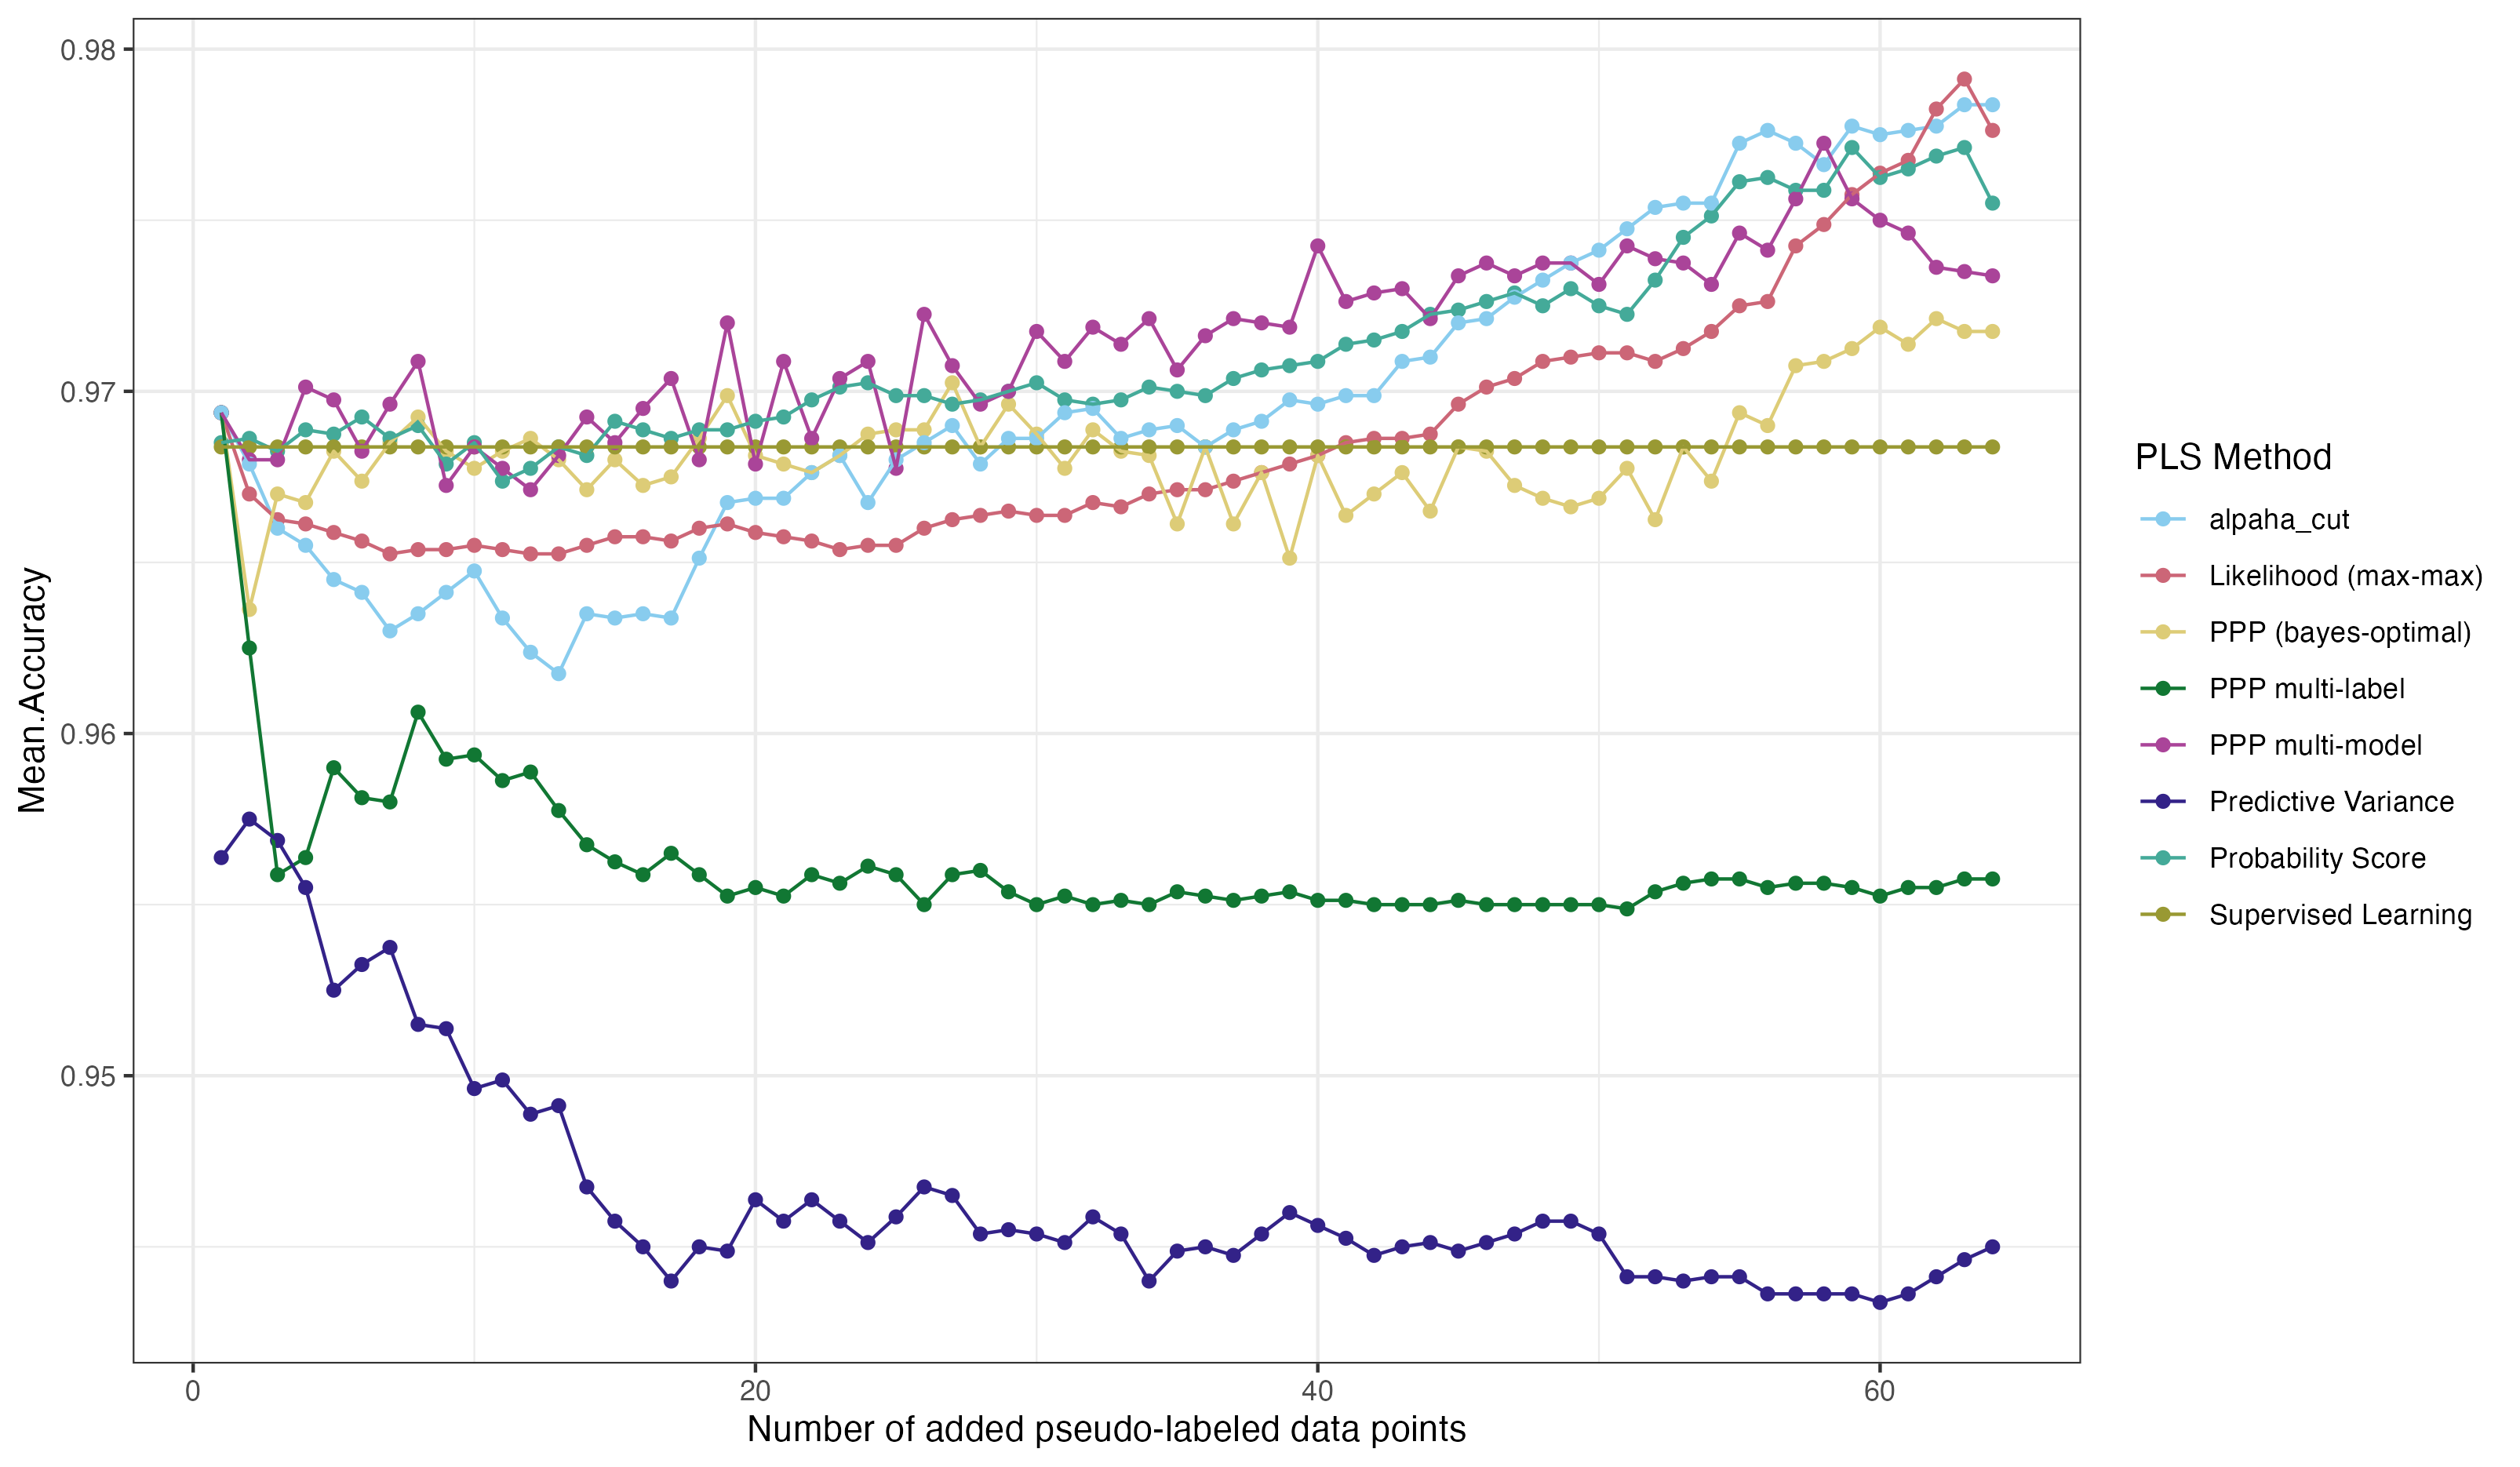 0.98
0.97
0.96
0.95
Mean.Accuracy
0
20
40
60
Number of added pseudo-labeled data points
PLS Method
alpaha_cut
Likelihood (max-max)
PPP (bayes-optimal)
PPP multi-label
PPP multi-model
Predictive Variance
Probability Score
Supervised Learning